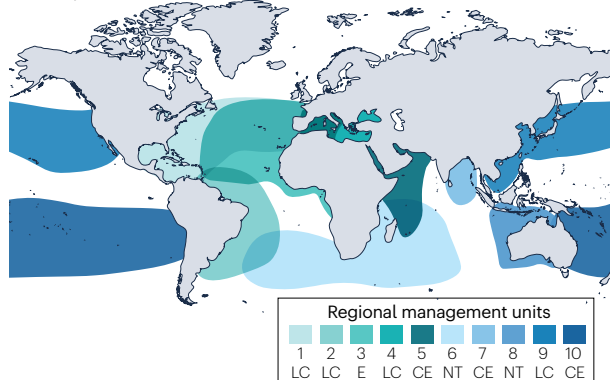 Regional management units
1 2 3 4 5 6 7 8 9 10
LC LC E LC CE NT CE NT LC CE